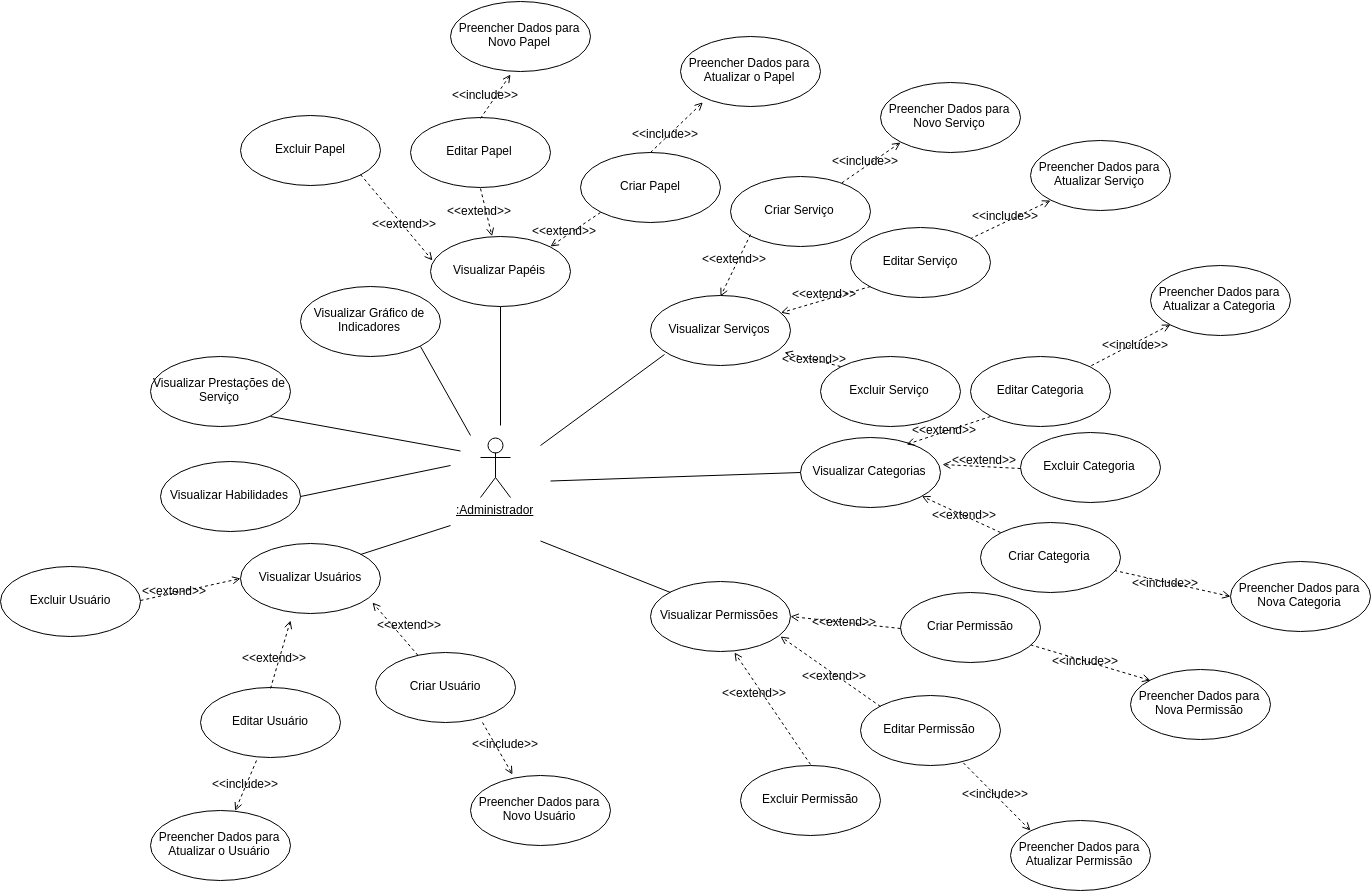 Preencher Dados para
Novo Papel
<<include>>
Preencher Dados para
Atualizar o Papel
<<include>>
Excluir Papel
Editar Papel
Criar Papel
<<extend>>
<<extend>>
<<extend>>
Visualizar Papéis
Preencher Dados para
Novo Serviço
<<include>>
Preencher Dados para
Atualizar Serviço
<<include>>
Criar Serviço
Editar Serviço
<<extend>>
<<extend>>
Visualizar Serviços
<<extend>>
Excluir Serviço
Preencher Dados para
Atualizar a Categoria
<<include>>
Editar Categoria
<<extend>>
Visualizar Categorias
<<extend>>
Excluir Categoria
<<extend>>
Criar Categoria
<<include>>
Preencher Dados para
Nova Categoria
Visualizar Gráfico de
Indicadores
Visualizar Prestações de
Serviço
Visualizar Habilidades
:Administrador
Visualizar Usuários
<<extend>>
Excluir Usuário
<<extend>>
<<extend>>
Editar Usuário
Criar Usuário
<<include>>
<<include>>
Preencher Dados para
Atualizar o Usuário
Preencher Dados para
Novo Usuário
Visualizar Permissões
<<extend>>
Criar Permissão
<<include>>
Preencher Dados para
Nova Permissão
<<extend>>
<<extend>>
Editar Permissão
Excluir Permissão
<<include>>
Preencher Dados para
Atualizar Permissão